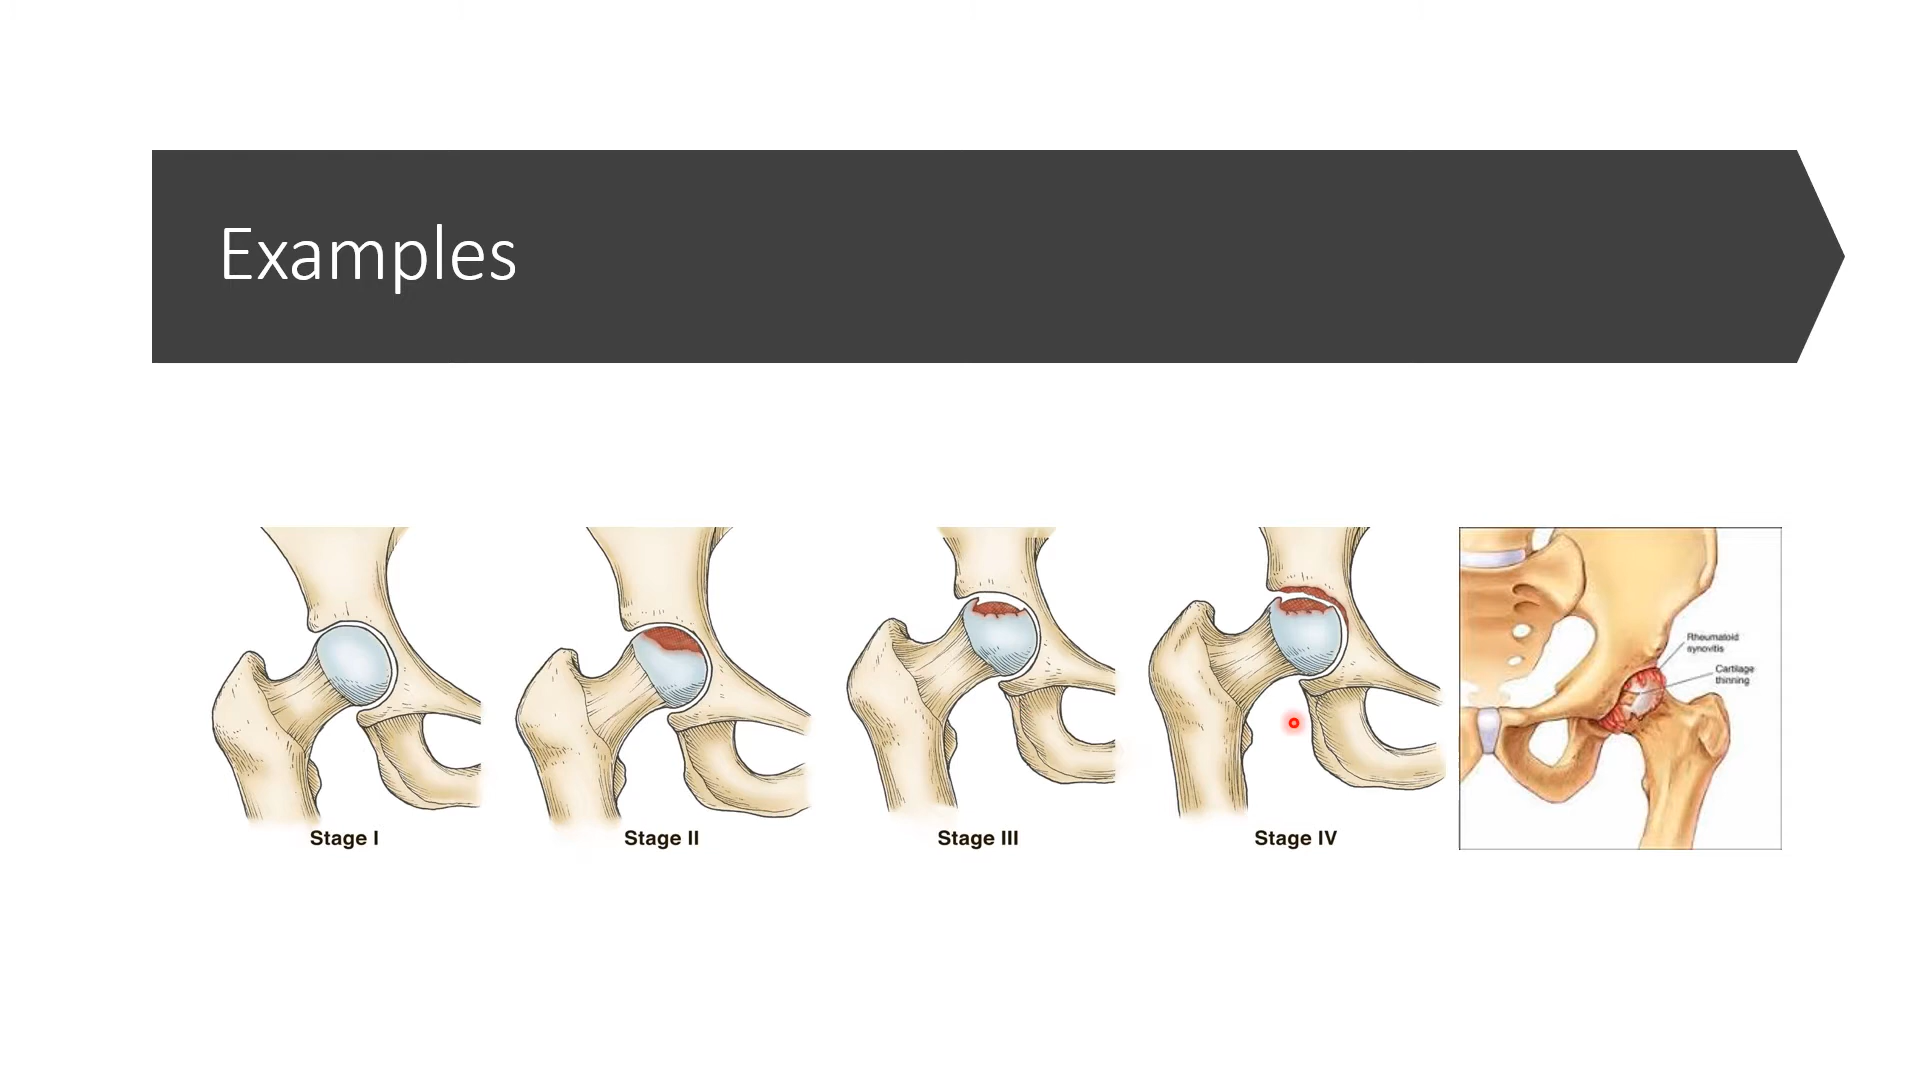 Examples
Rheumatoid
synovitis
Cartilage
thinning
Stage I
Stage II
Stage III
Stage IV